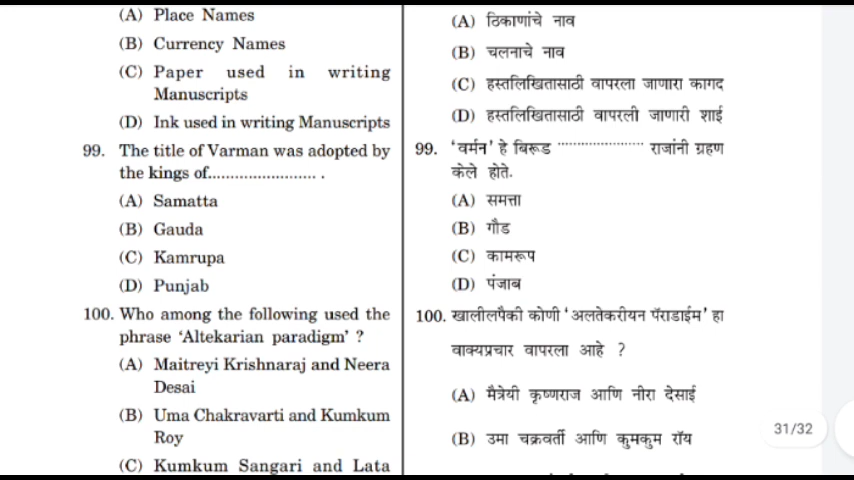 (A) Place Names
(B) Currency Names
(C) Paper used in writing
Manuscripts
(D) Ink used in writing Manuscripts
99. The title of Varman was adopted by
the kings of........................ .
(A) Samatta
(B) Gauda
(C) Kamrupa
(D) Punjab
100. Who among the following used the
phrase ‘Altekarian paradigm’ ?
(A) Maitreyi Krishnaraj and Neera
Desai
(B) Uma Chakravarti and Kumkum
Roy
(C) Kumkum Sangari and Lata
(A) ठिकाणांचे नाव
(B) चलनाचे नाव
(C) हस्तलिखितासाठी वापरला जाणारा कागद
(D) हस्तलिखितासाठी वापरली जाणारी शाई
99. ‘वर्मन’ हे बिरूड ........................ राजांनी ग्रहण
केले होते.
(A) समत्ता
(B) गौड
(C) कामरूप
(D) पंजाब
100. खालीलपैकी कोणी ‘अलतेकरीयन पॅराडाईम’ हा
वाक्यप्रचार वापरला आहे ?
(A) मैत्रेयी कृष्णराज आणि नीरा देसाई
(B) उमा चक्रवर्ती आणि कुमकुम रॉय
31/32